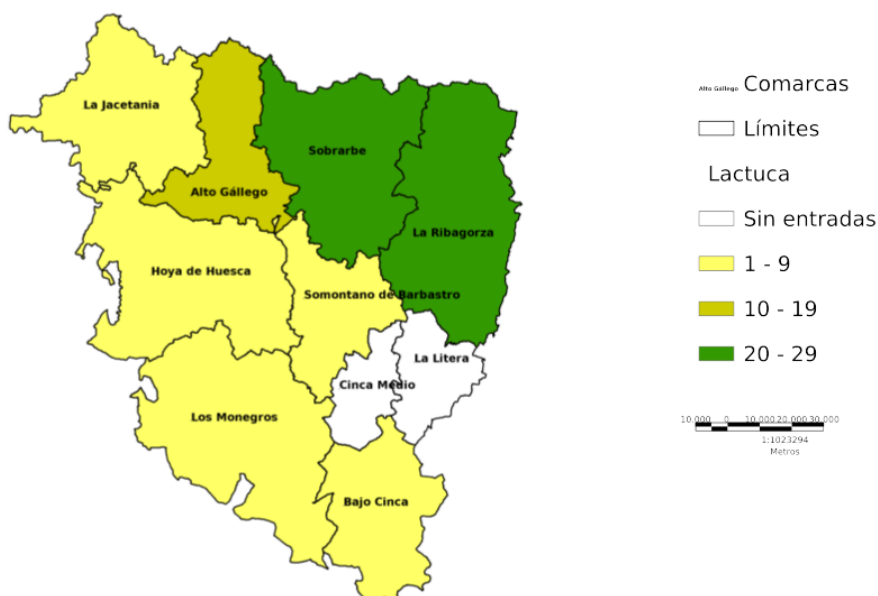 La Jacetania
Sobrarbe
Alto Gállego
La Ribagorza
Hoya de Huesca
Somontano de Barbastro
La Litera
Cinca Medio
Los Monegros
Bajo Cinca
Alto Gállego Comarcas
Límites
Lactuca
Sin entradas
1 - 9
10 - 19
20 - 29
10.000 0 10.000 20.000 30.000
1:1023294
Metros